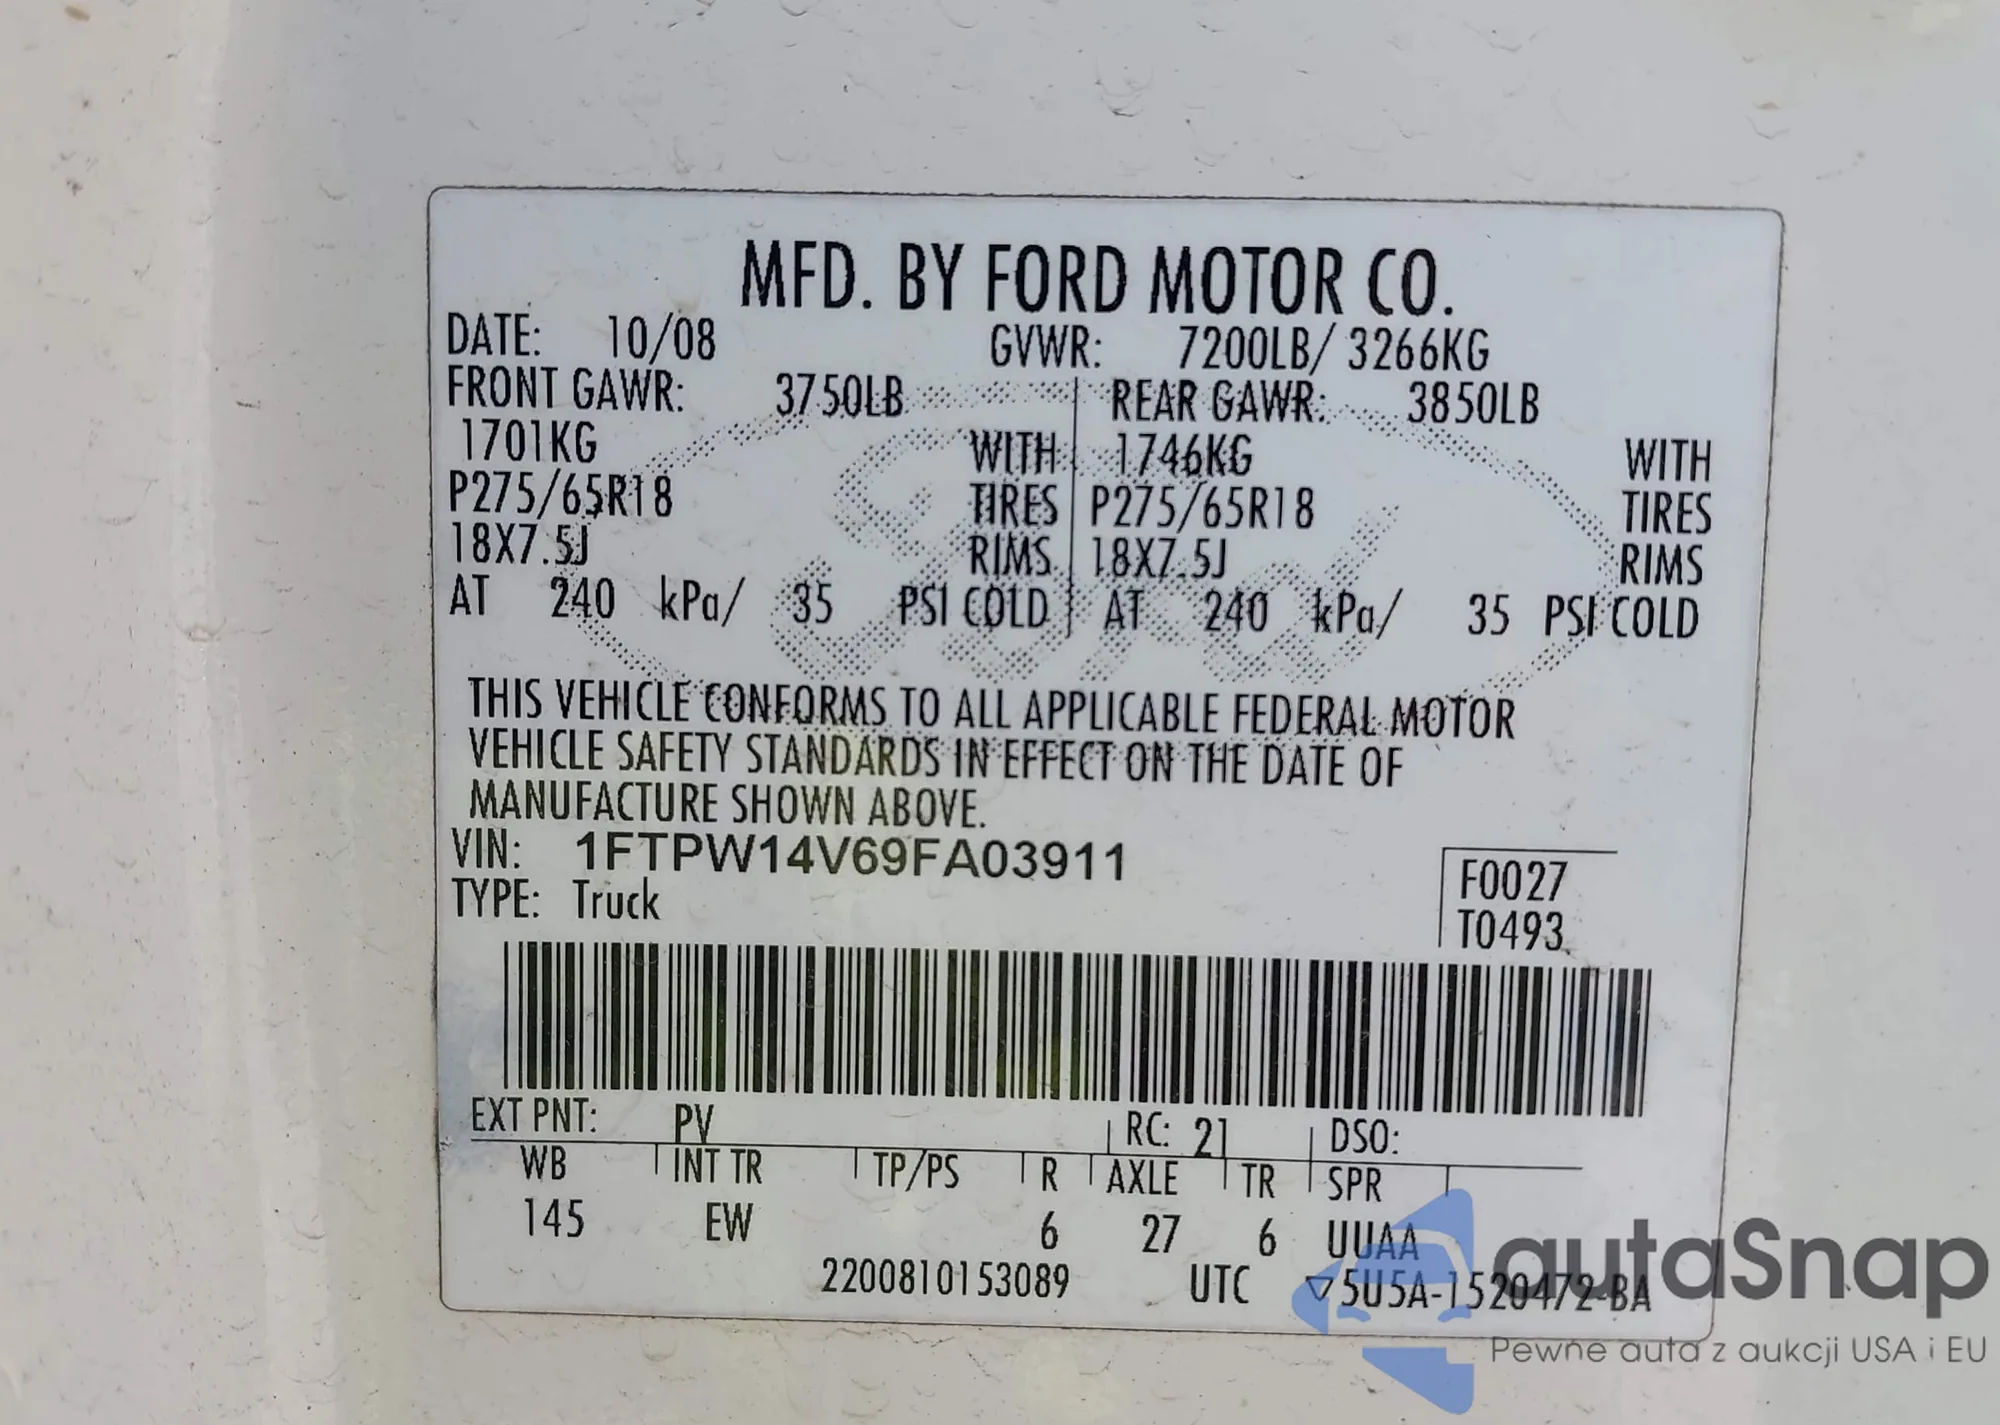 MFD. BY FORD MOTOR CO.
DATE: 10/08 GVWR: 7200LB/ 3266KG
FRONT GAWR: 3750LB REAR GAWR: 3850LB
1701KG WITH 1746KG WITH
P275/65R18 TIRES P275/65R18 TIRES
18X7.5J RIMS 18X7.5J RIMS
AT 240 kPa/ 35 PSI COLD AT 240 kPa/ 35 PSI COLD
Ford
THIS VEHICLE CONFORMS TO ALL APPLICABLE FEDERAL MOTOR
VEHICLE SAFETY STANDARDS IN EFFECT ON THE DATE OF
MANUFACTURE SHOWN ABOVE.
VIN: 1FTPW14V69FA03911
TYPE: Truck
F0027
T0493
EXT PNT: PV RC: 21 DSO:
WB INT TR TP/PS R AXLE TR SPR
145 EW 6 27 6 UUAA
2200810153089 UTC ▽5U5A-1520472-BA
autaSnap
Pewne auta z aukcji USA i EU